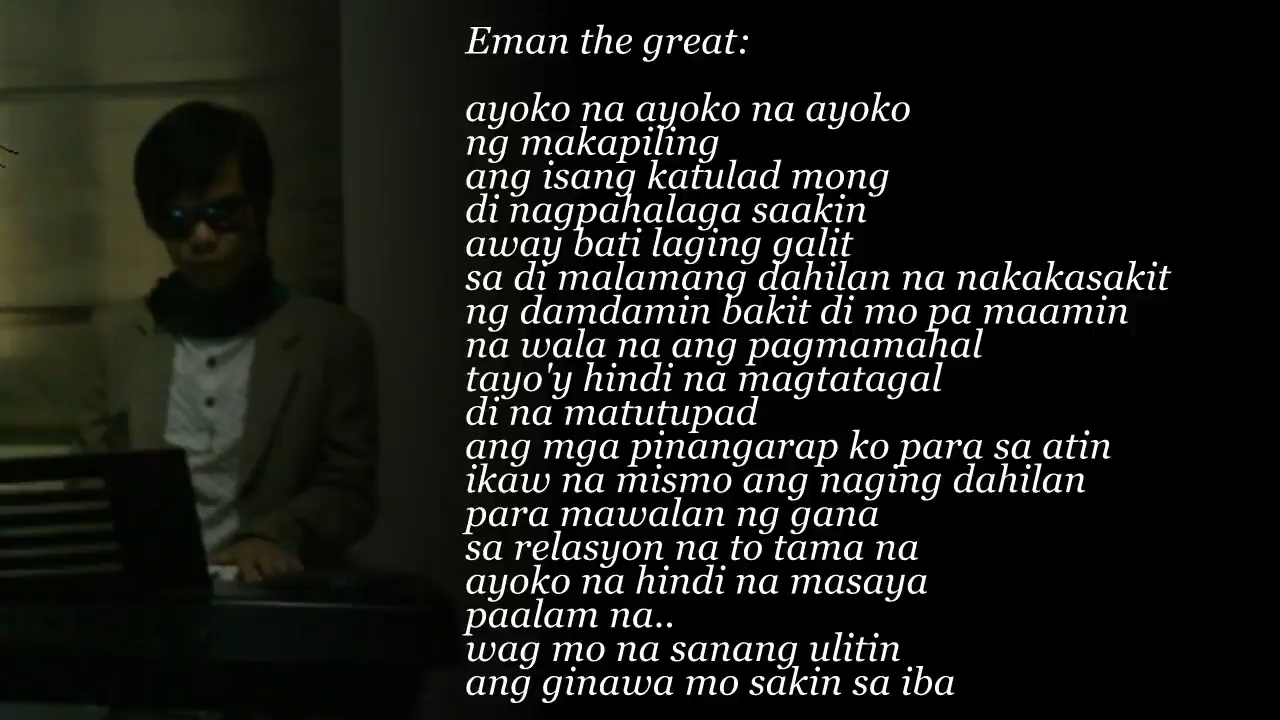 Eman the great:
ayoko na ayoko na ayoko
ng makapiling
ang isang katulad mong
di nagpahalaga saakin
away bati laging galit
sa di malamang dahilan na nakakasakit
ng damdamin bakit di mo pa maamin
na wala na ang pagmamahal
tayo'y hindi na magtatagal
di na matutupad
ang mga pinangarap ko para sa atin
ikaw na mismo ang naging dahilan
para mawalan ng gana
sa relasyon na to tama na
ayoko na hindi na masaya
paalam na..
wag mo na sanang ulitin
ang ginawa mo sakin sa iba